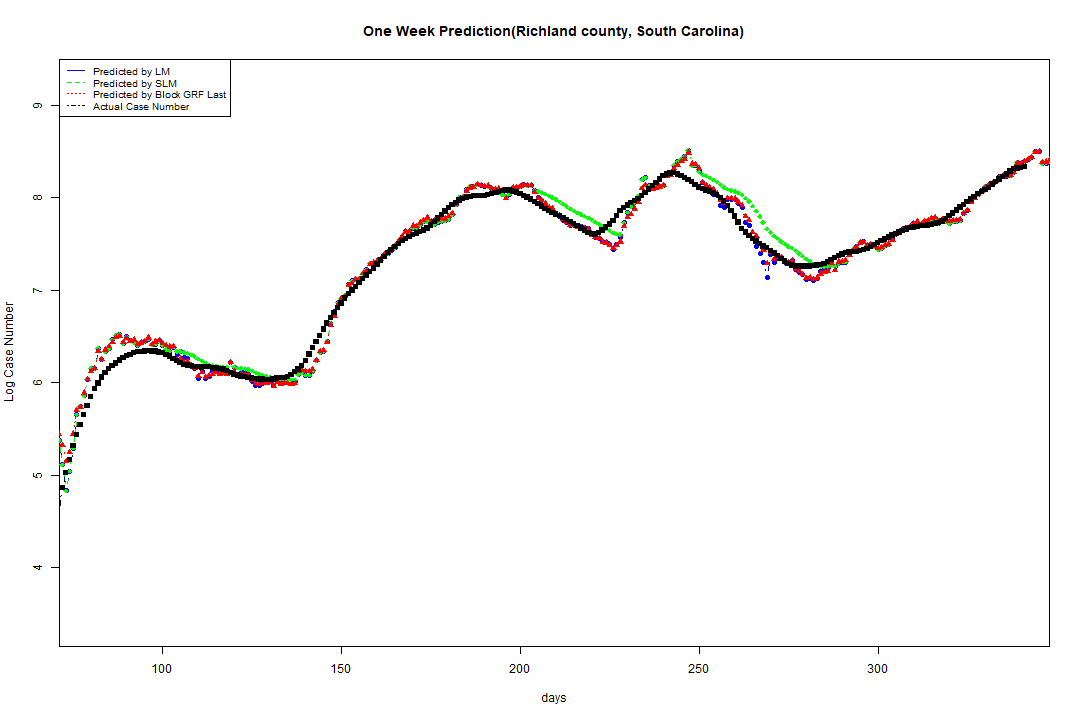 One Week Prediction(Richland county, South Carolina)
Predicted by LM
Predicted by SLM
Predicted by Block GRF Last
Actual Case Number
9
8
7
6
5
4
Log Case Number
100 150 200 250 300
days